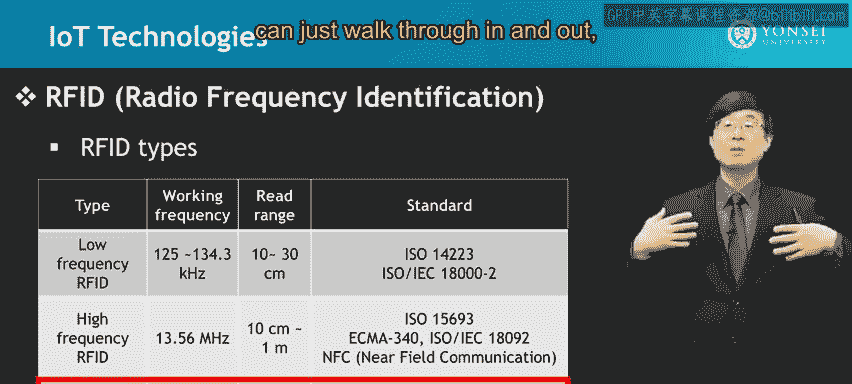 IoT Technologies
can just walk through in and out,
YONSEI
UNIVERSITY
❖ RFID (Radio Frequency Identification)
▪ RFID types
Type
Working
frequency
Read
range
Standard
Low
frequency
RFID
125 ~134.3
kHz
10~ 30
cm
ISO 14223
ISO/IEC 18000-2
High
frequency
RFID
13.56 MHz
10 cm ~
1 m
ISO 15693
ECMA-340, ISO/IEC 18092
NFC (Near Field Communication)